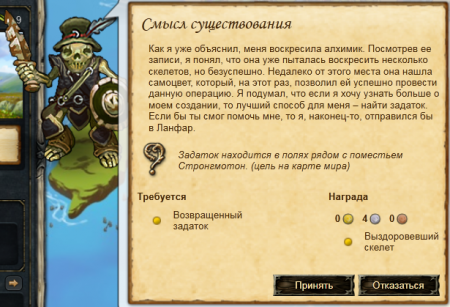 9
Смысл существования
Как я уже объяснил, меня воскресила алхимик. Посмотрев ее
записи, я понял, что она уже пыталась воскресить несколько
скелетов, но безуспешно. Недалеко от этого места она нашла
самоцвет, который, на этот раз, позволил ей успешно провести
данную операцию. Я подумал, что если я хочу узнать больше о
моем создании, то лучший способ для меня – найти задаток.
Если бы ты смог помочь мне, то я, наконец-то, отправился бы
в Ланфар.
Задаток находится в полях рядом с поместьем
Стронгмотон. (цель на карте мира)
Требуется
Возвращенный
задаток
Награда
0 4 0
Выздоровевший
скелет
Принять
Отказаться